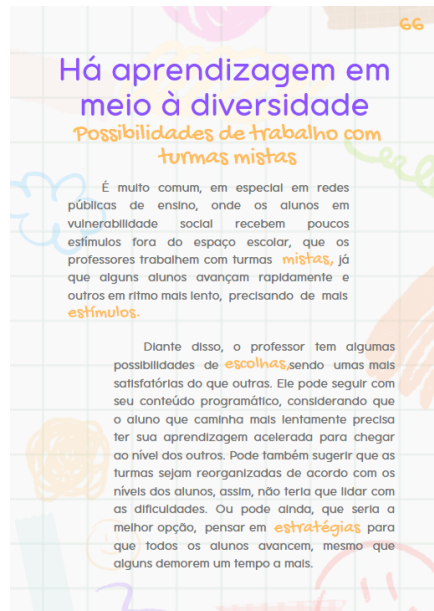 66
Há aprendizagem em
meio à diversidade
Possibilidades de trabalho com
turmas mistas
É muito comum, em especial em redes
públicas de ensino, onde os alunos em
vulnerabilidade social recebem poucos
estímulos fora do espaço escolar, que os
professores trabalhem com turmas mistas, já
que alguns alunos avançam rapidamente e
outros em ritmo mais lento, precisando de mais
estímulos.
Diante disso, o professor tem algumas
possibilidades de escolhas,sendo umas mais
satisfatórias do que outras. Ele pode seguir com
seu conteúdo programático, considerando que
o aluno que caminha mais lentamente precisa
ter sua aprendizagem acelerada para chegar
ao nível dos outros. Pode também sugerir que as
turmas sejam reorganizadas de acordo com os
níveis dos alunos, assim, não teria que lidar com
as dificuldades. Ou pode ainda, que seria a
melhor opção, pensar em estratégias para
que todos os alunos avancem, mesmo que
alguns demorem um tempo a mais.